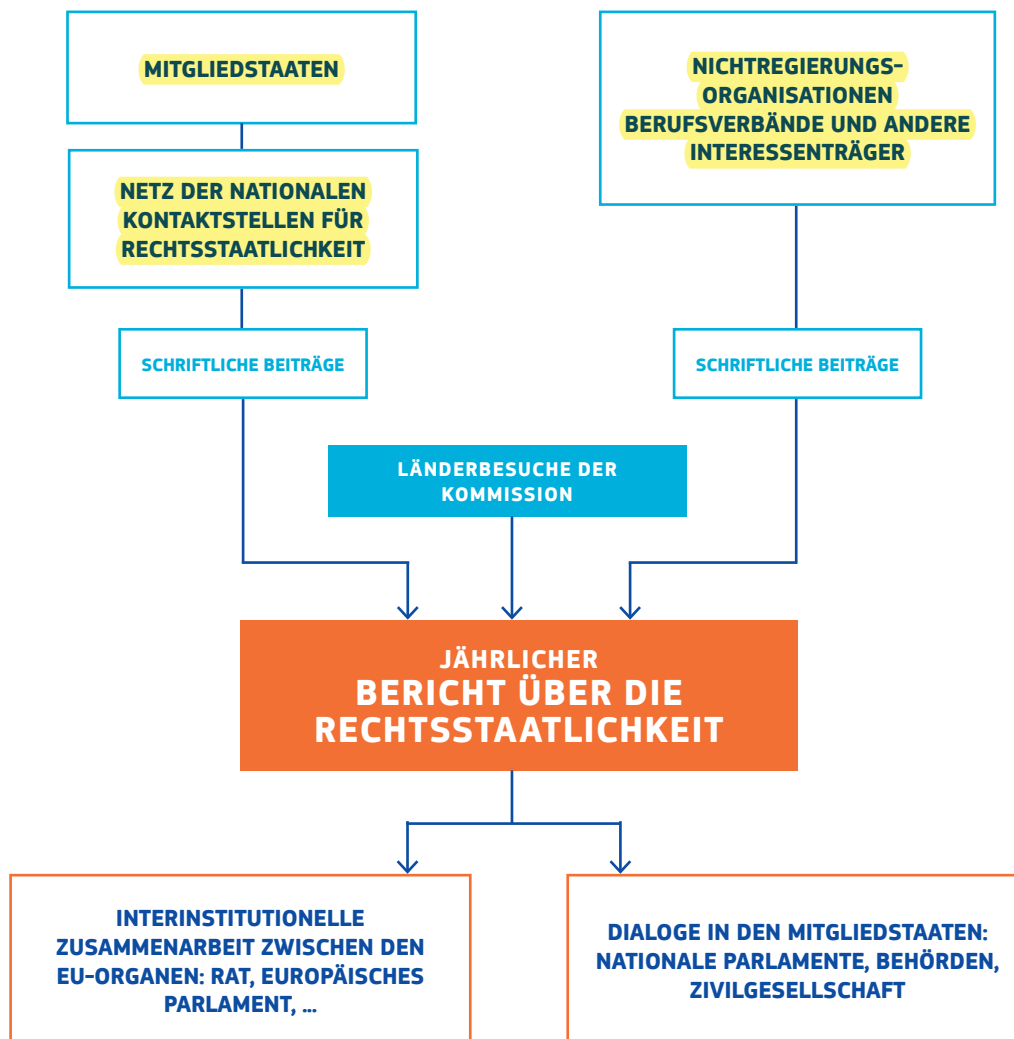 MITGLIEDSTAATEN
NICHTREGIERUNGS-
ORGANISATIONEN
BERUFSVERBÄNDE UND ANDERE
INTERESSENTRÄGER
NETZ DER NATIONALEN
KONTAKTSTELLEN FÜR
RECHTSSTAATLICHKEIT
SCHRIFTLICHE BEITRÄGE
SCHRIFTLICHE BEITRÄGE
LÄNDERBESUCHE DER
KOMMISSION
JÄHRLICHER
BERICHT ÜBER DIE
RECHTSSTAATLICHKEIT
INTERINSTITUTIONELLE
ZUSAMMENARBEIT ZWISCHEN DEN
EU-ORGANEN: RAT, EUROPÄISCHES
PARLAMENT, ...
DIALOGE IN DEN MITGLIEDSTAATEN:
NATIONALE PARLAMENTE, BEHÖRDEN,
ZIVILGESELLSCHAFT